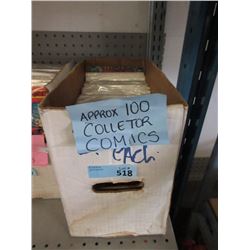 APPROX 100
COLLETOR
COMICS
EACH
518